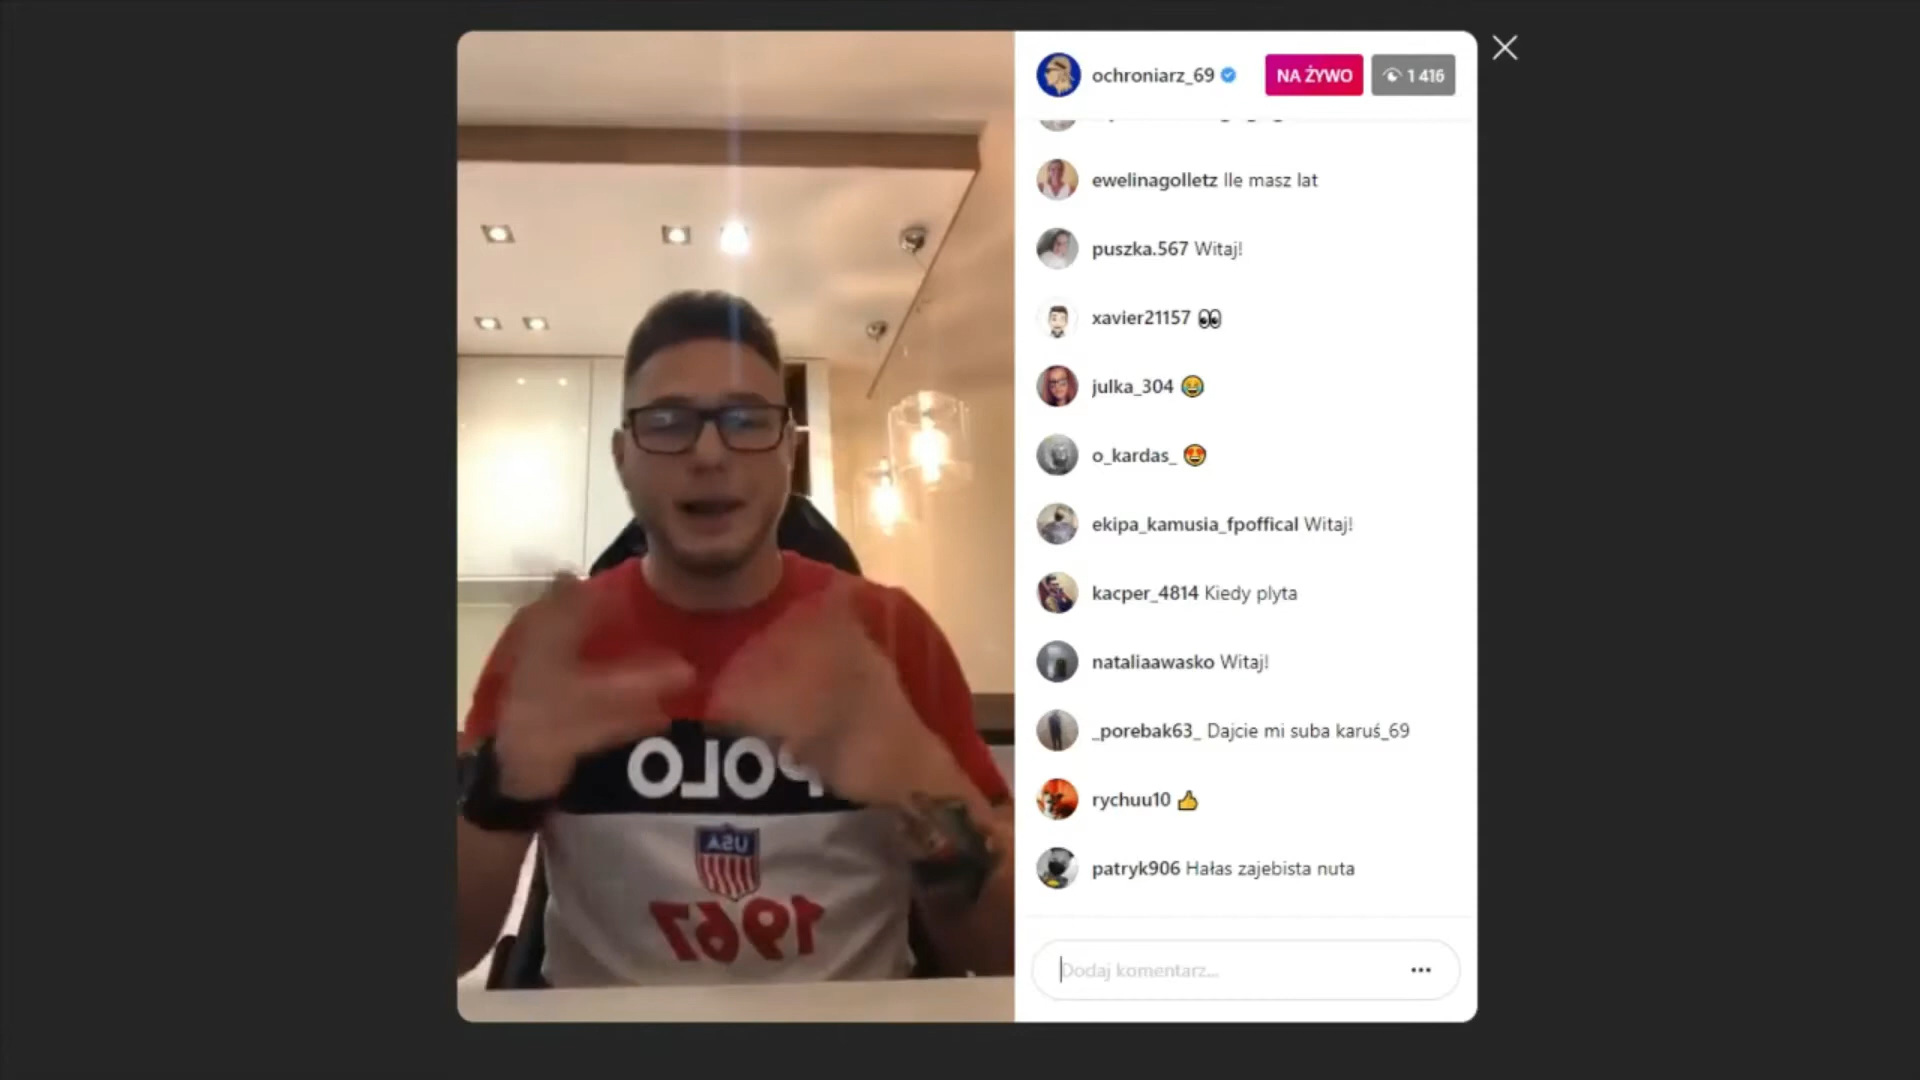 ochroniarz_69
NA ŻYWO
1 416
ewelinagolletz Ile masz lat
puszka.567 Witaj!
xavier21157 👀
julka_304 😂
o_kardas_ 😍
ekipa_kamusia_fpoffical Witaj!
kacper_4814 Kiedy plyta
nataliaawasko Witaj!
_porebak63_ Dajcie mi suba karuś_69
rychuu10 👍
patryk906 Hałas zajebista nuta
Dodaj komentarz...
POLO
USA
1967